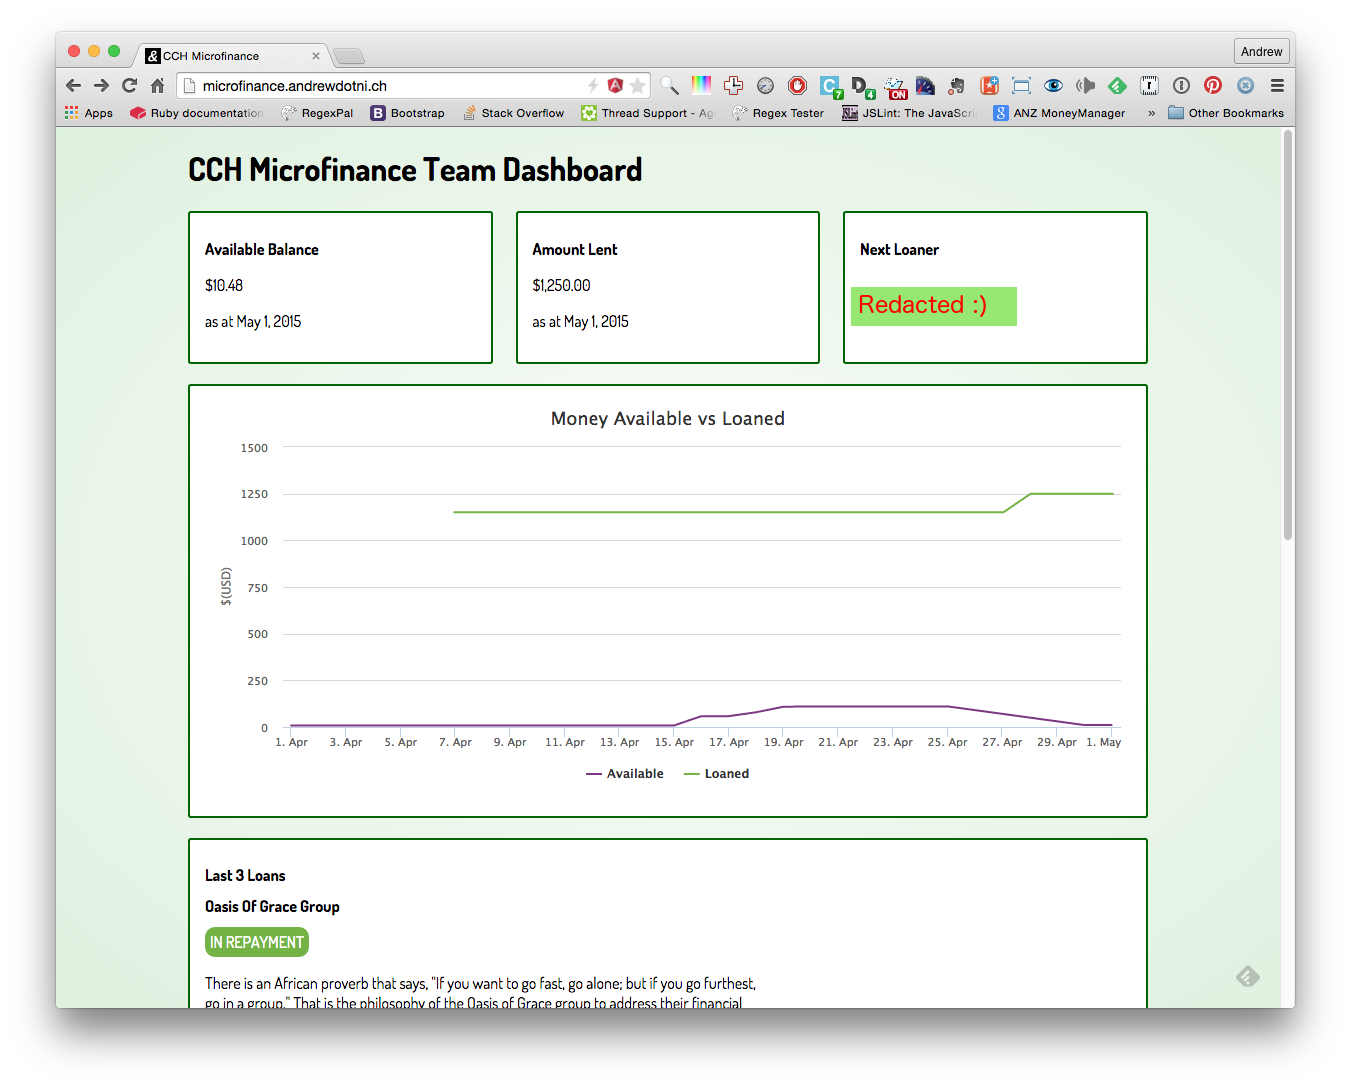 CCH Microfinance
Andrew
microfinance.andrewdotni.ch
7 4 ON
Apps Ruby documentation RegexPal Bootstrap Stack Overflow Thread Support - Ag Regex Tester JSLint: The JavaScri ANZ MoneyManager » Other Bookmarks
CCH Microfinance Team Dashboard
Available Balance
$10.48
as at May 1, 2015
Amount Lent
$1,250.00
as at May 1, 2015
Next Loaner
Redacted :)
Money Available vs Loaned
1500
1250
1000
750
500
250
0
$(USD)
1. Apr 3. Apr 5. Apr 7. Apr 9. Apr 11. Apr 13. Apr 15. Apr 17. Apr 19. Apr 21. Apr 23. Apr 25. Apr 27. Apr 29. Apr 1. May
Available Loaned
Last 3 Loans
Oasis Of Grace Group
IN REPAYMENT
There is an African proverb that says, "If you want to go fast, go alone; but if you go furthest,
go in a group." That is the philosophy of the Oasis of Grace group to address their financial